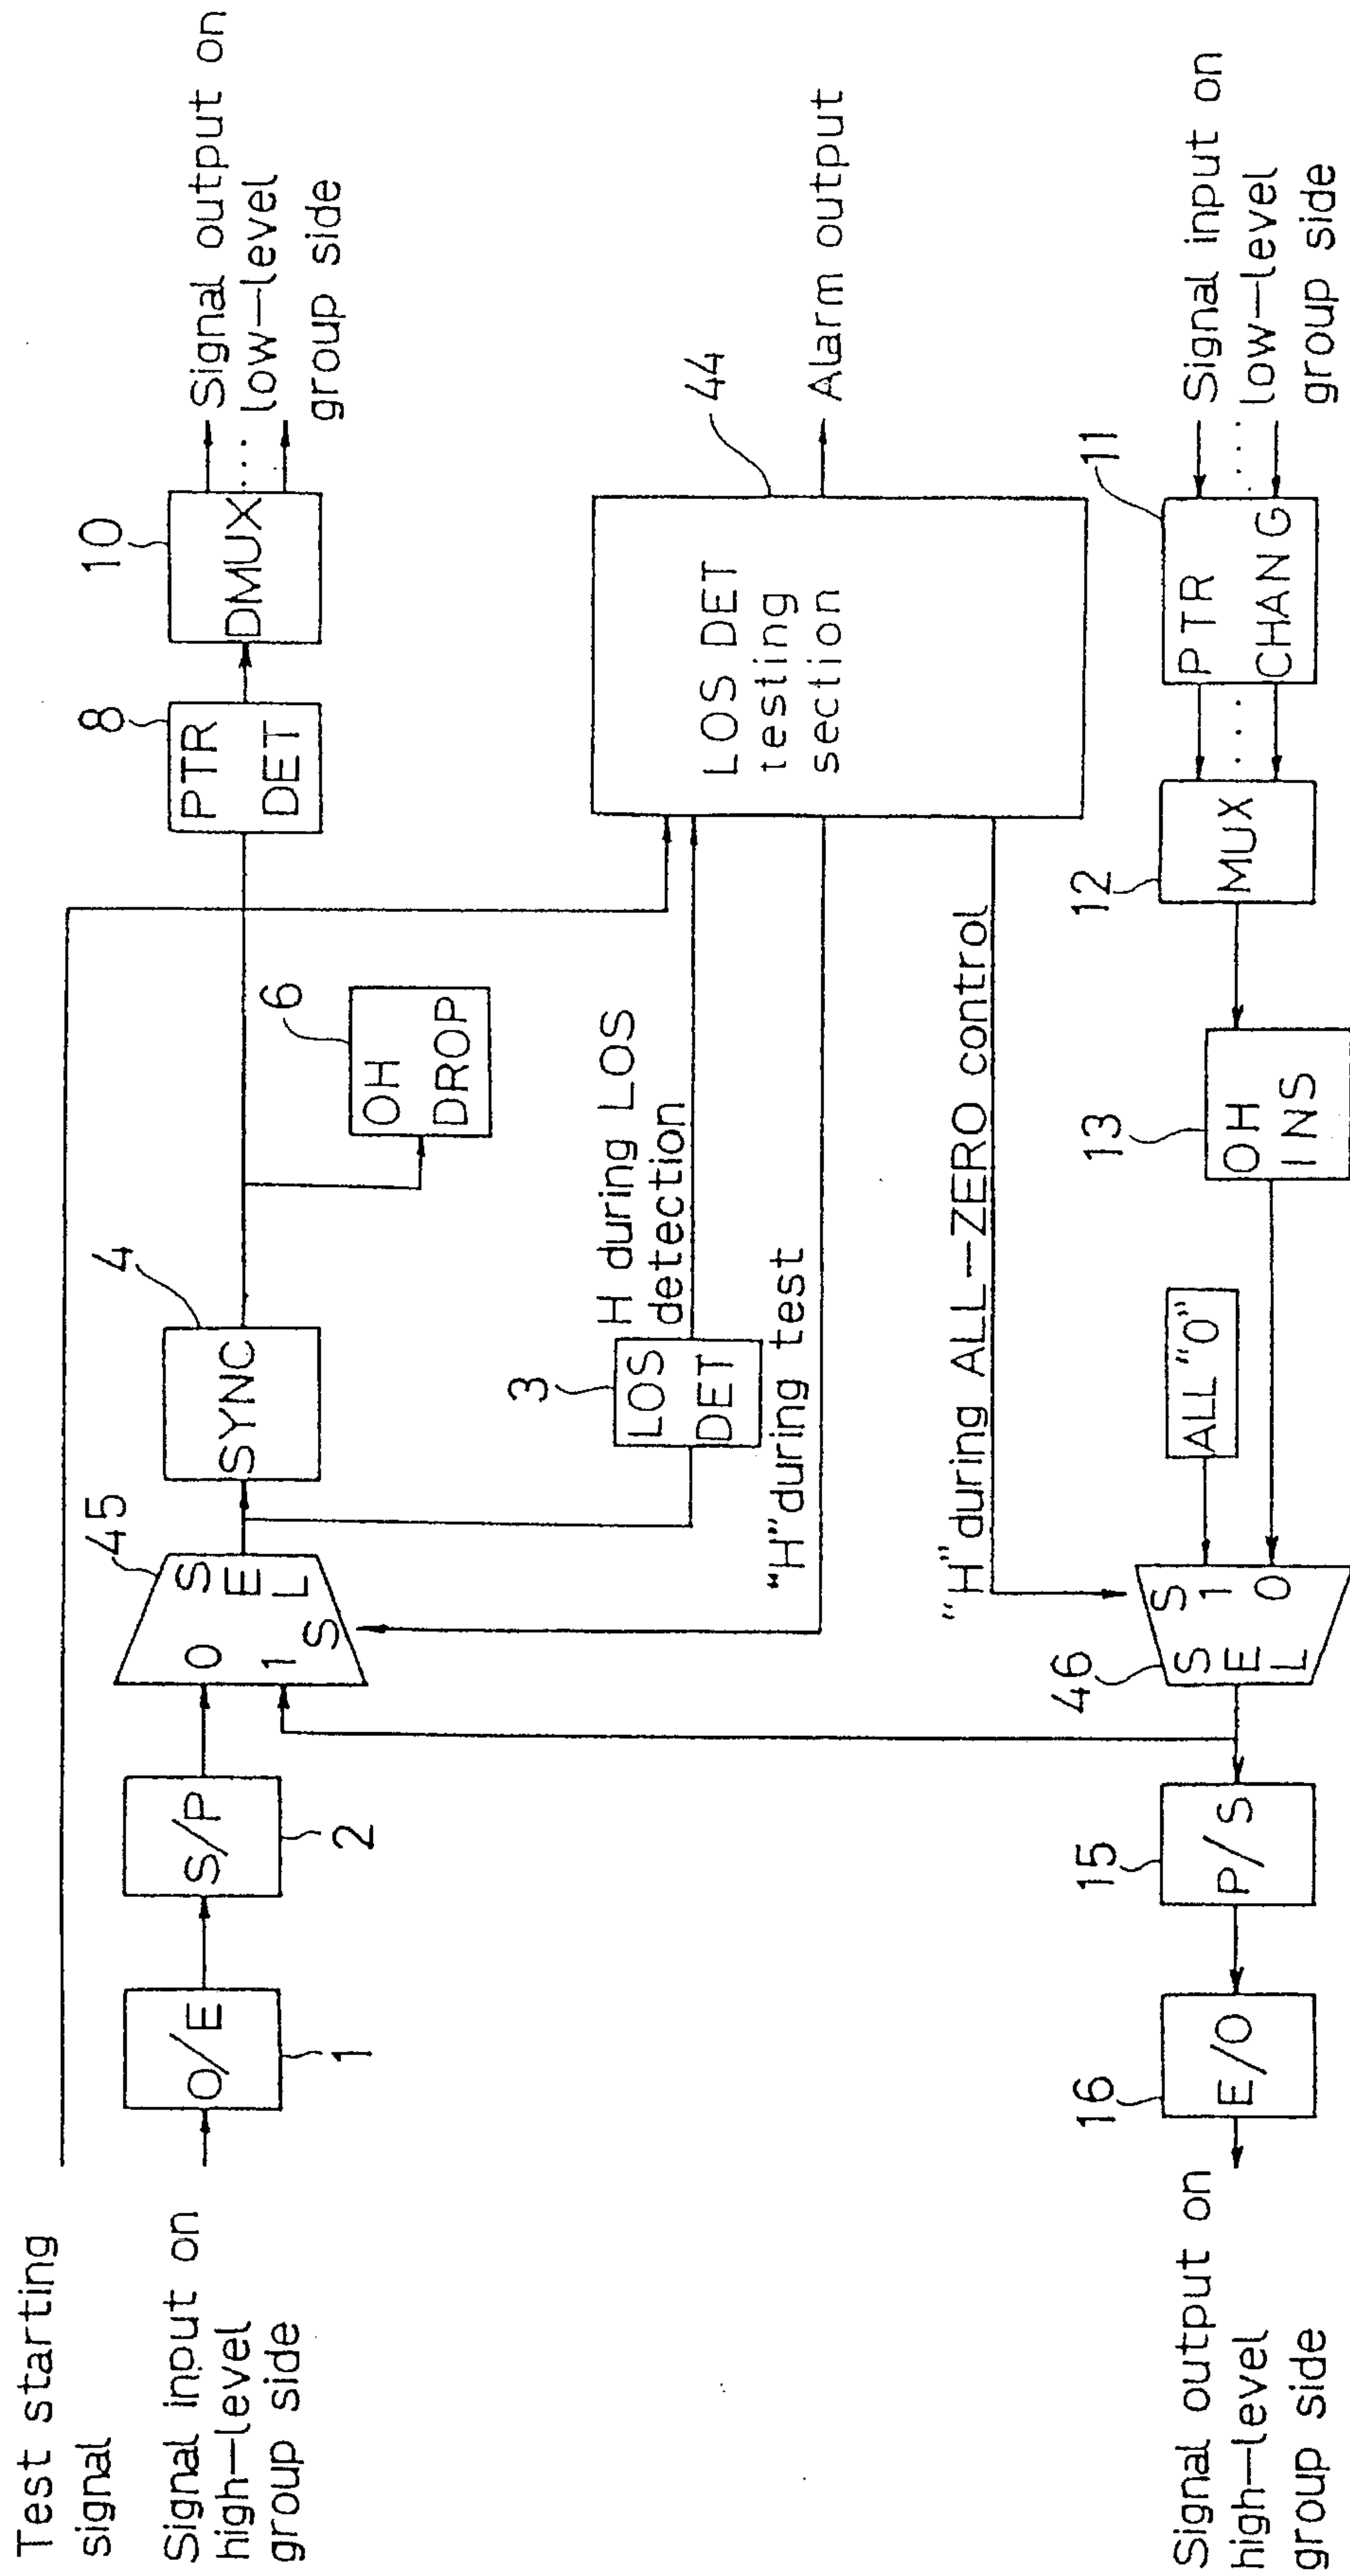 Test starting
signal
Signal input on
high-level
group side
O/E
1
S/P
2
45
0
1
S
S
E
L
SYNC
4
OH
DROP
6
PTR
DET
8
DMUX
10
Signal output on
low-level
group side
LOS
DET
3
H during LOS
detection
"H" during test
"H" during ALL-ZERO control
LOS DET
testing
section
44
Alarm output
Signal output on
high-level
group side
E/O
16
P/S
15
46
S
E
L
S
1
0
ALL "0"
OH
INS
13
MUX
12
PTR
CHANG
11
Signal input on
low-level
group side